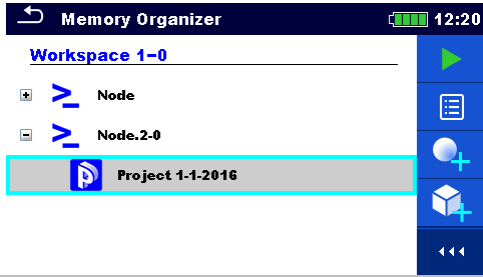 Memory Organizer 12:20
Workspace 1-0
Node
Node.2-0
Project 1-1-2016